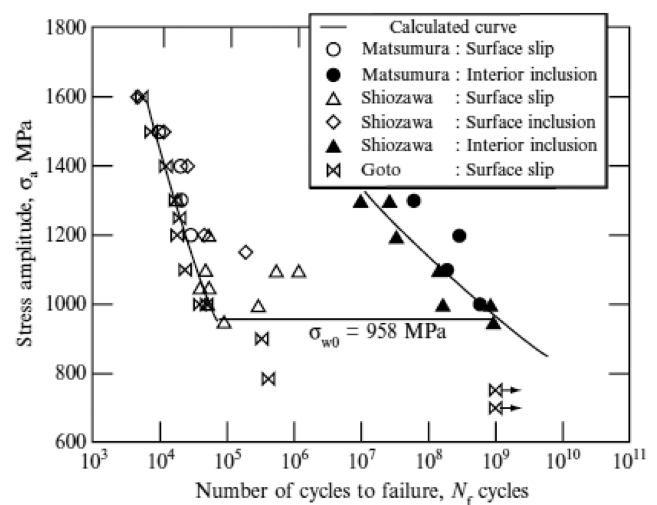 Calculated curve
Matsumura : Surface slip
Matsumura : Interior inclusion
Shiozawa : Surface slip
Shiozawa : Surface inclusion
Shiozawa : Interior inclusion
Goto : Surface slip
1800
1600
1400
1200
1000
800
600
Stress amplitude, σₐ MPa
σw0 = 958 MPa
10³ 10⁴ 10⁵ 10⁶ 10⁷ 10⁸ 10⁹ 10¹⁰ 10¹¹
Number of cycles to failure, Nf cycles